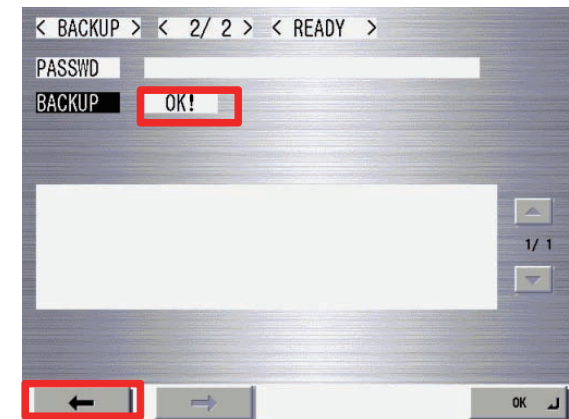 < BACKUP > < 2/ 2 > < READY >
PASSWD
BACKUP OK!
1/ 1
OK